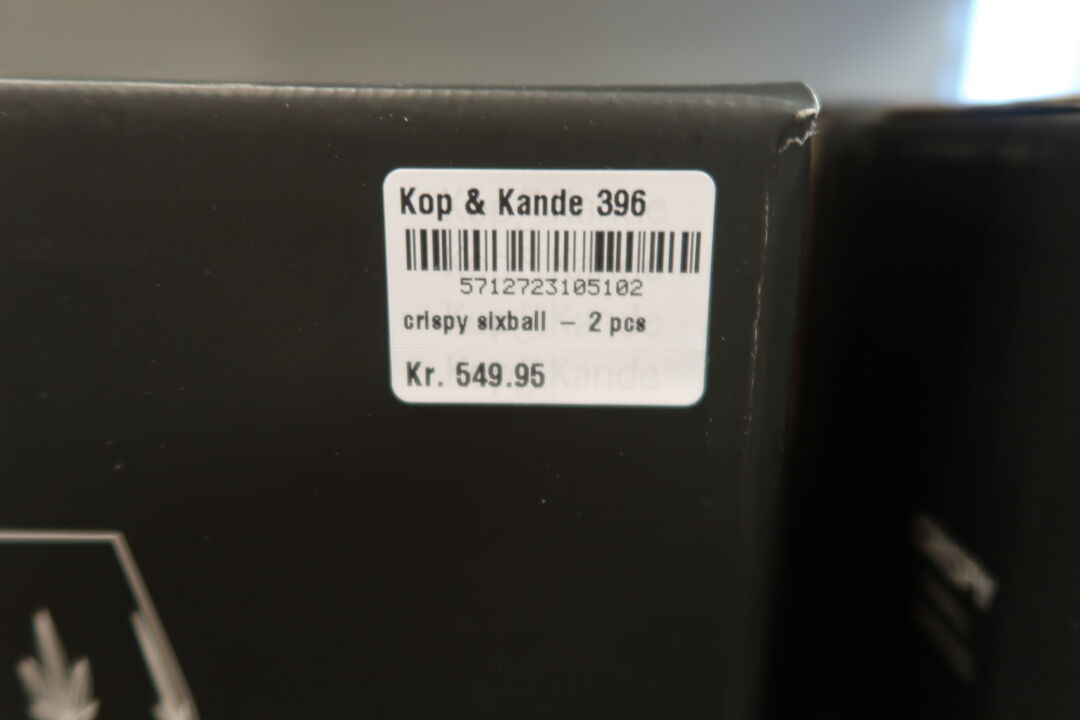 Kop & Kande 396
5712723105102
crispy sixball – 2 pcs
Kr. 549.95